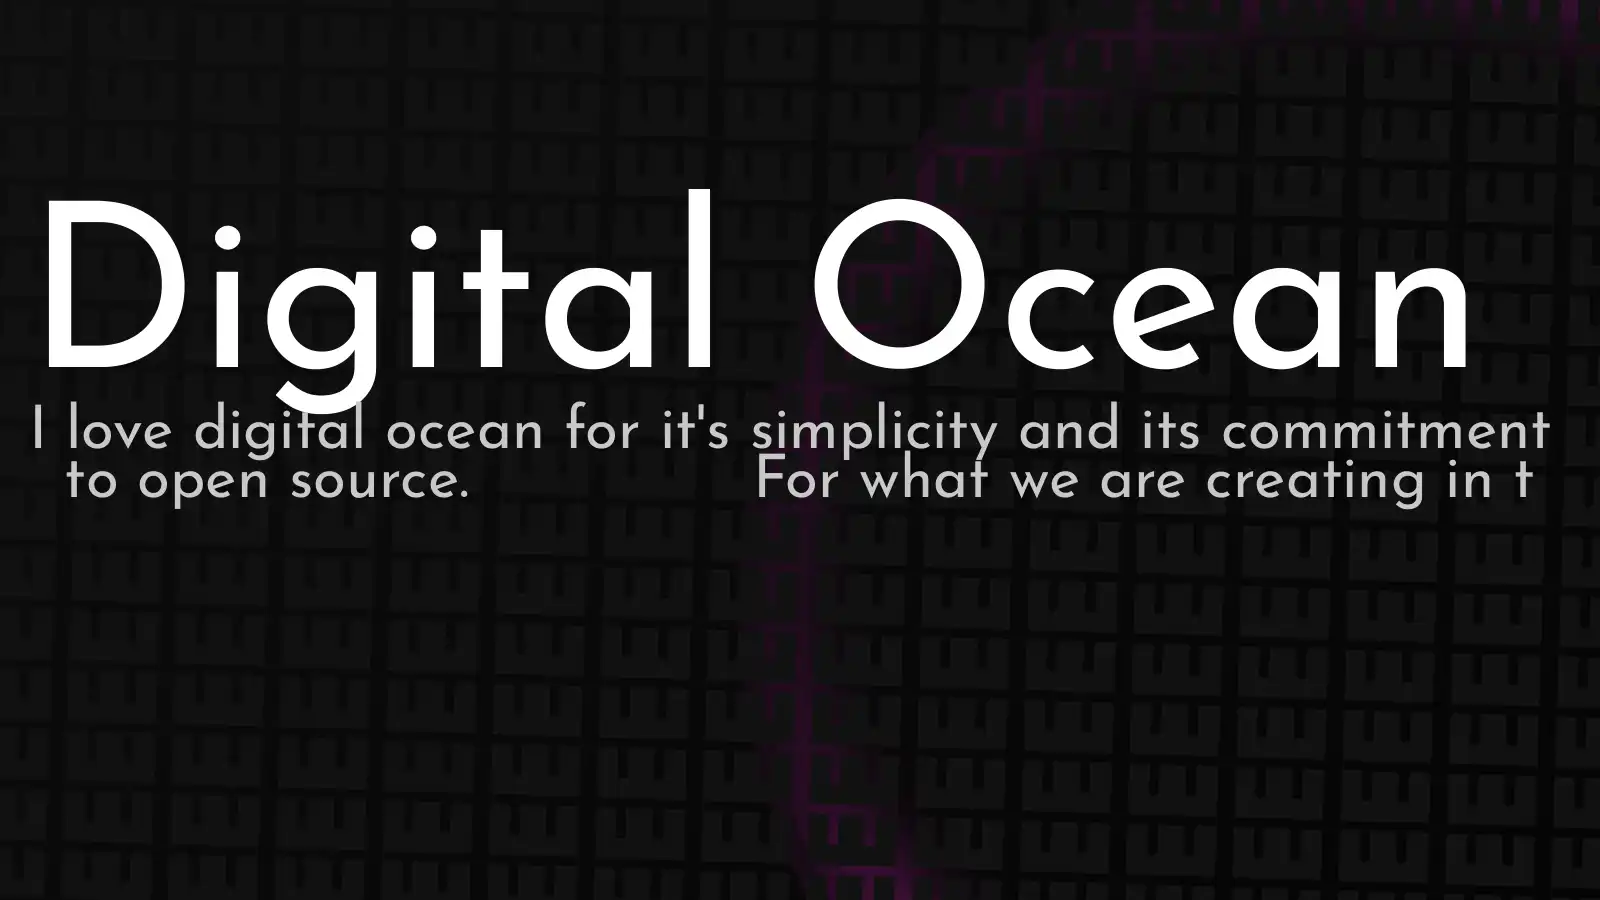 Digital Ocean
I love digital ocean for it's simplicity and its commitment
to open source. For what we are creating in t